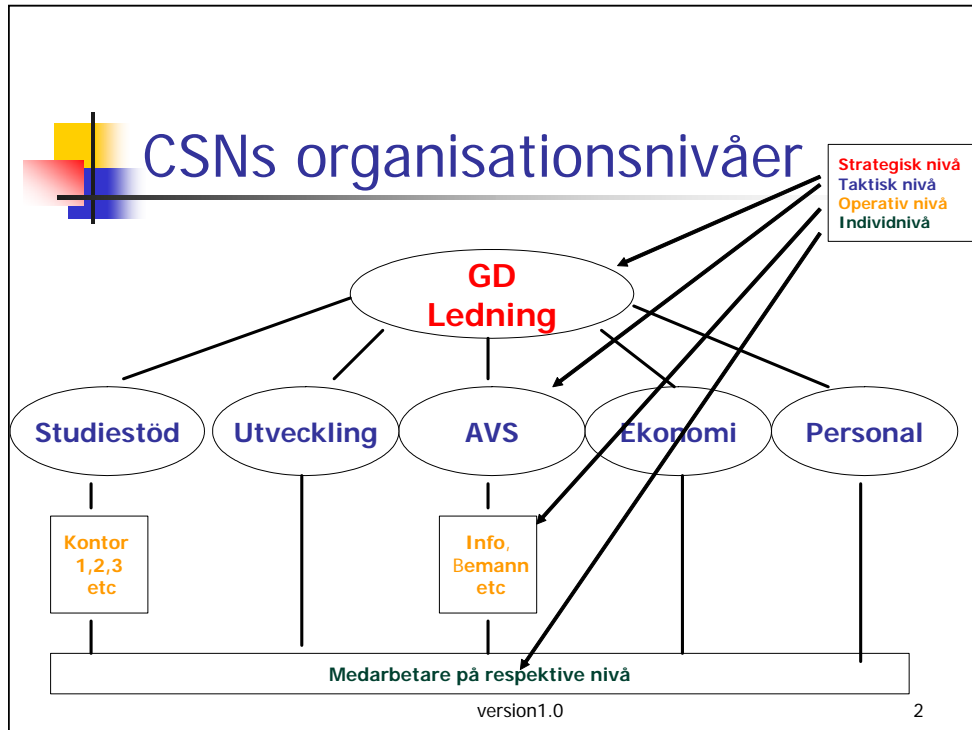 CSNs organisationsnivåer
Strategisk nivå
Taktisk nivå
Operativ nivå
Individnivå
GD
Ledning
Studiestöd
Utveckling
AVS
Ekonomi
Personal
Kontor
1,2,3
etc
Info,
Bemann
etc
Medarbetare på respektive nivå
version1.0
2